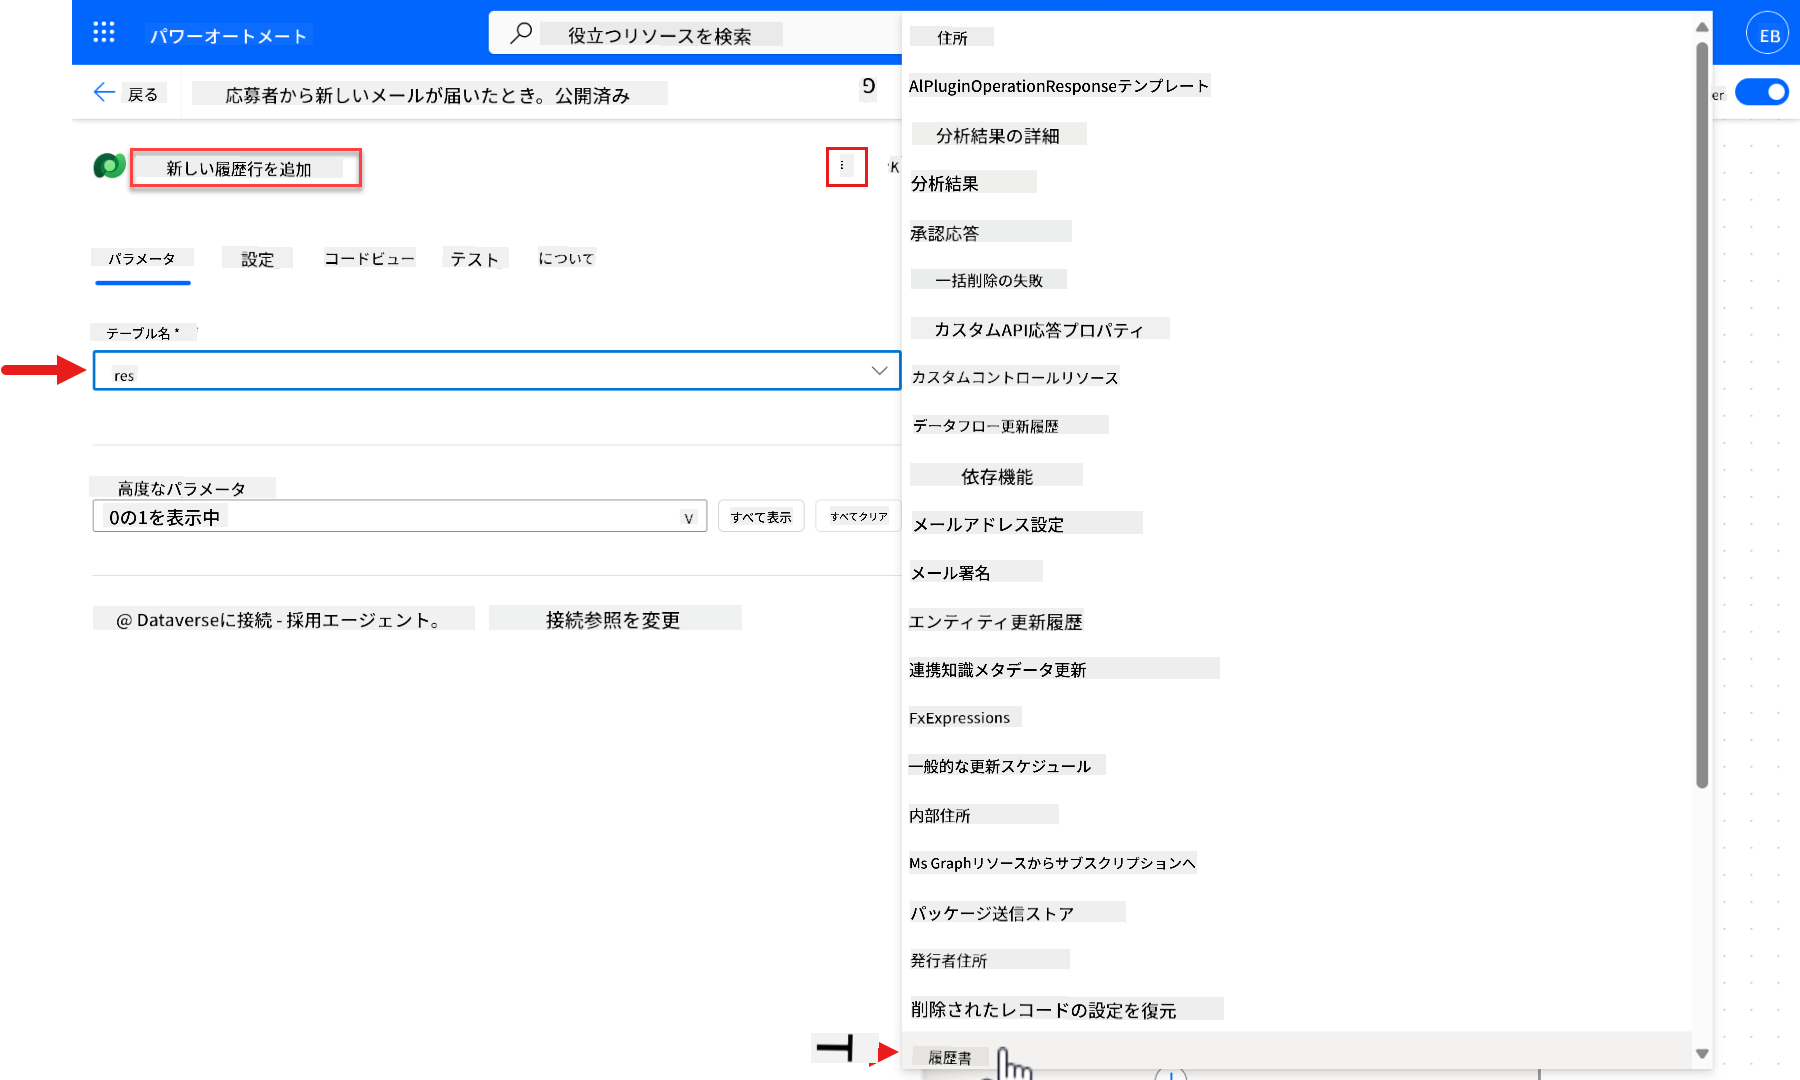 パワーオートメート
役立つリソースを検索
EB
戻る
応募者から新しいメールが届いたとき。公開済み
er
新しい履歴行を追加
パラメータ
設定
コードビュー
テスト
について
テーブル名 *
res
高度なパラメータ
0の1を表示中
V
すべて表示
すべてクリア
@ Dataverseに接続 - 採用エージェント。
接続参照を変更
住所
AIPluginOperationResponseテンプレート
分析結果の詳細
分析結果
承認応答
一括削除の失敗
カスタムAPI応答プロパティ
カスタムコントロールリソース
データフロー更新履歴
依存機能
メールアドレス設定
メール署名
エンティティ更新履歴
連携知識メタデータ更新
FxExpressions
一般的な更新スケジュール
内部住所
Ms Graphリソースからサブスクリプションへ
パッケージ送信ストア
発行者住所
削除されたレコードの設定を復元
履歴書